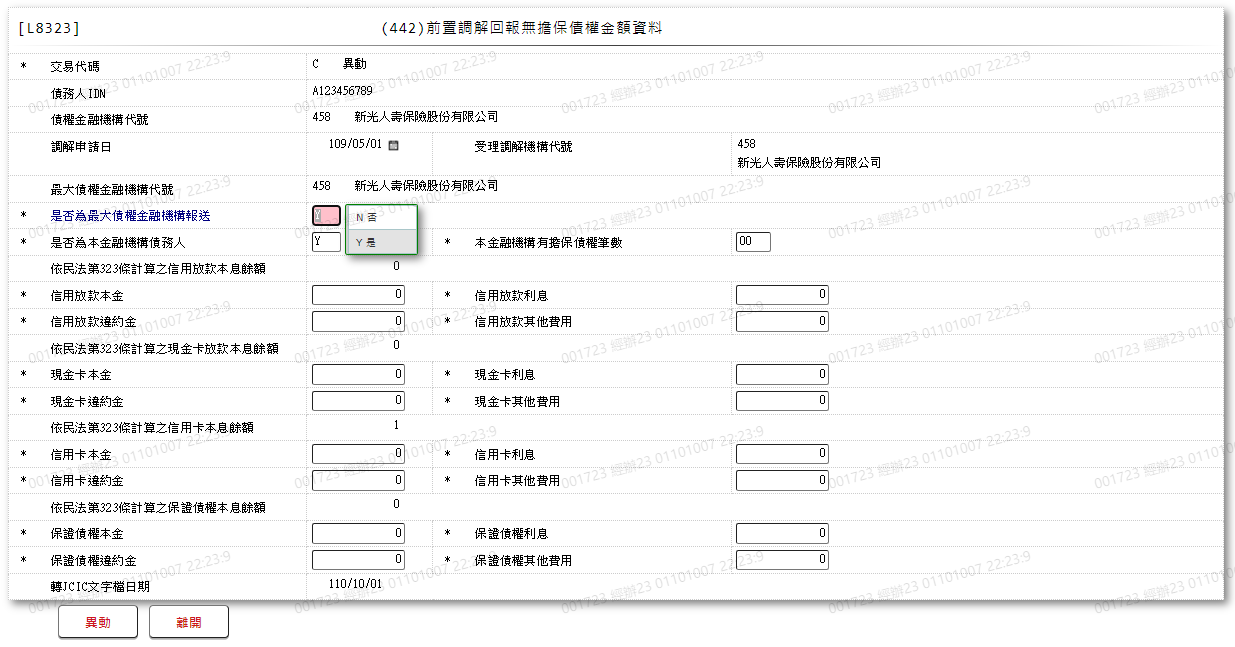 [L8323] (442)前置調解回報無擔保債權金額資料
* 交易代碼 C 異動
債務人IDN A123456789
債權金融機構代號 458 新光人壽保險股份有限公司
調解申請日 109/05/01 受理調解機構代號 458
新光人壽保險股份有限公司
最大債權金融機構代號 458 新光人壽保險股份有限公司
* 是否為最大債權金融機構報送 Y N 否
* 是否為本金融機構債務人 Y Y 是 * 本金融機構有擔保債權筆數 00
依民法第323條計算之信用放款本息餘額 0
* 信用放款本金 0 * 信用放款利息 0
* 信用放款違約金 0 * 信用放款其他費用 0
依民法第323條計算之現金卡放款本息餘額 0
* 現金卡本金 0 * 現金卡利息 0
* 現金卡違約金 0 * 現金卡其他費用 0
依民法第323條計算之信用卡本息餘額 1
* 信用卡本金 0 * 信用卡利息 0
* 信用卡違約金 0 * 信用卡其他費用 0
依民法第323條計算之保證債權本息餘額 0
* 保證債權本金 0 * 保證債權利息 0
* 保證債權違約金 0 * 保證債權其他費用 0
轉JCIC文字檔日期 110/10/01
異動 離開
001723 經辦23 01101007 22:23:9